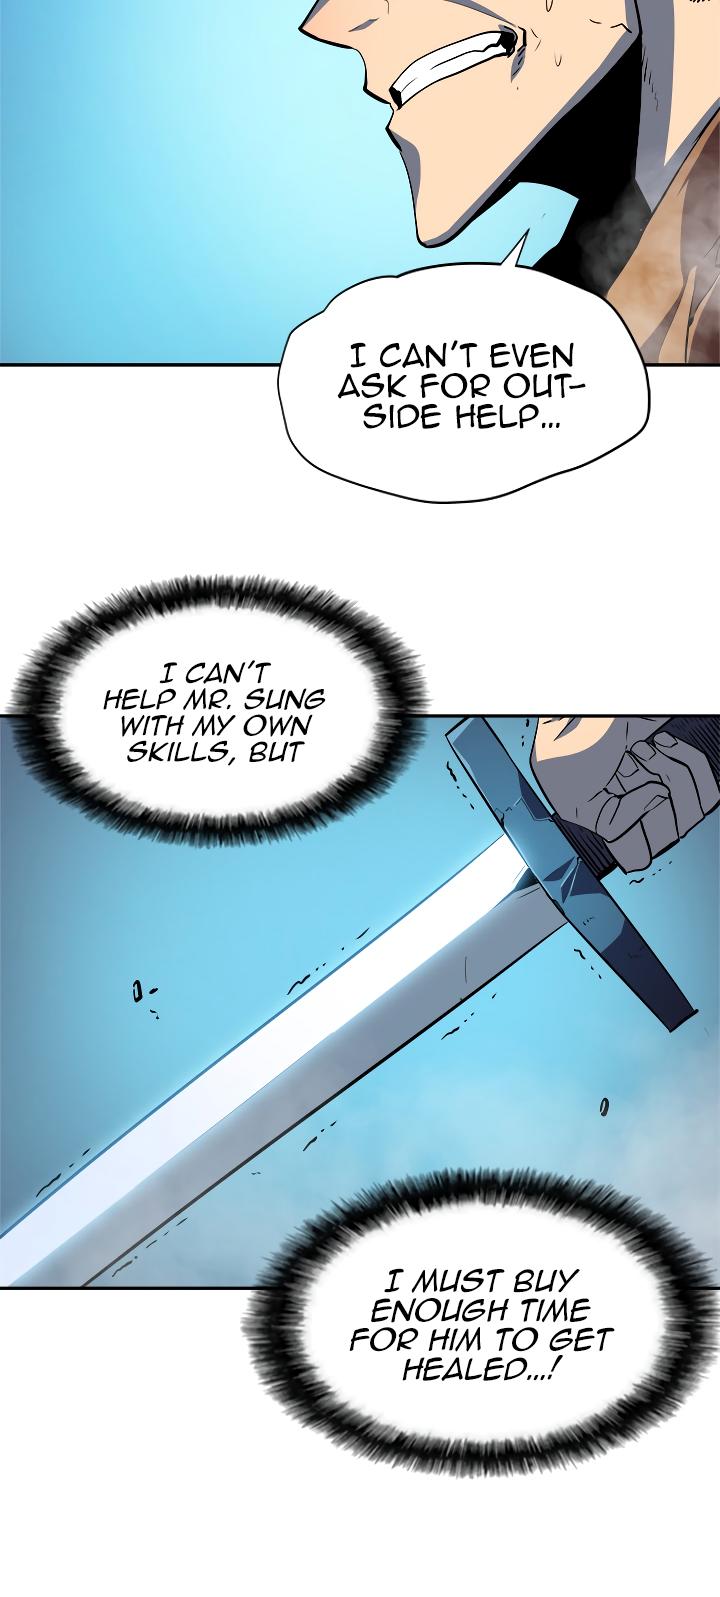 I CAN'T EVEN
ASK FOR OUT-
SIDE HELP...
I CAN'T
HELP MR. SUNG
WITH MY OWN
SKILLS, BUT
I MUST BUY
ENOUGH TIME
FOR HIM TO GET
HEALED...!